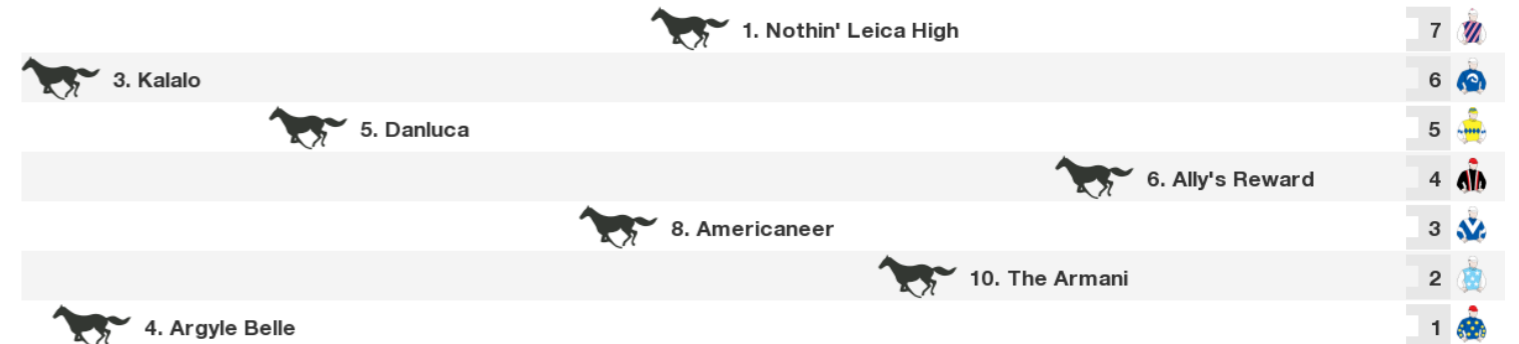 1. Nothin' Leica High 7
3. Kalalo 6
5. Danluca 5
6. Ally's Reward 4
8. Americaneer 3
10. The Armani 2
4. Argyle Belle 1